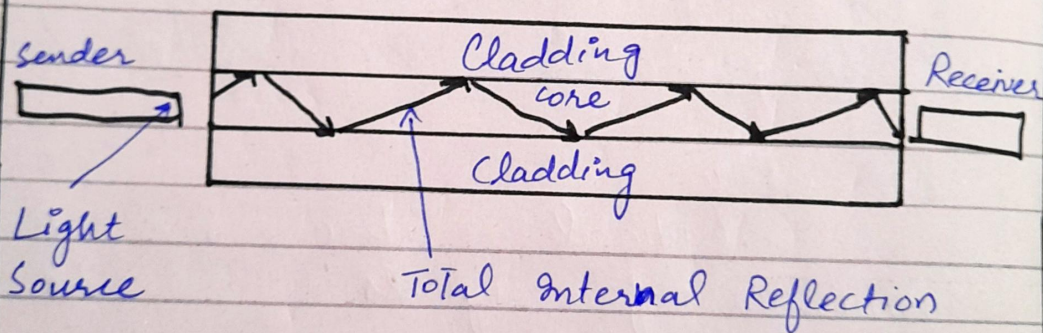 Sender
Cladding
Receiver
core
Cladding
Light
Source
Total Internal Reflection